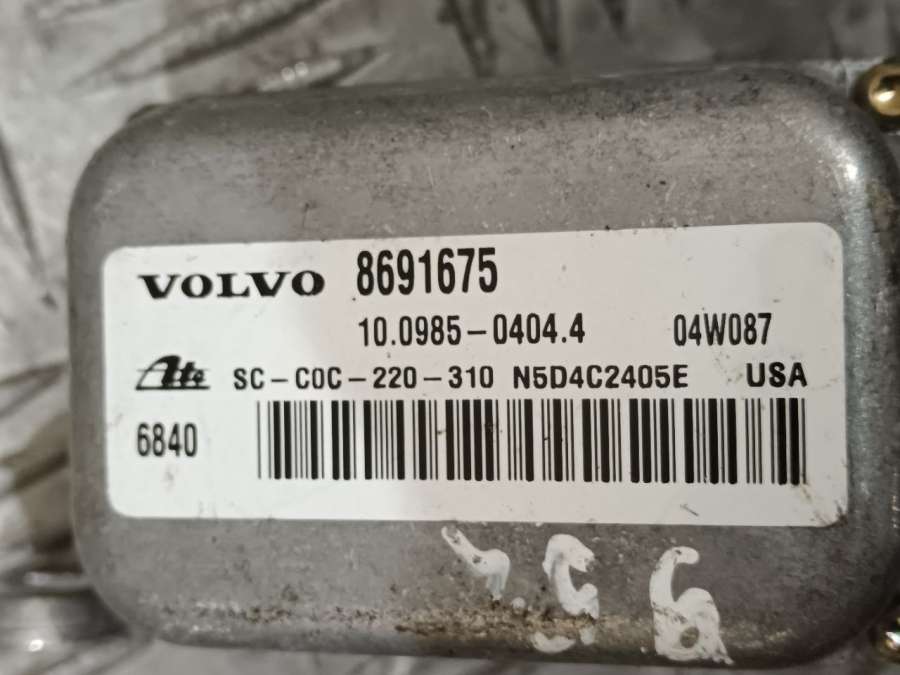 VOLVO 8691675
10.0985-0404.4 04W087
Ate SC-C0C-220-310 N5D4C2405E USA
6840